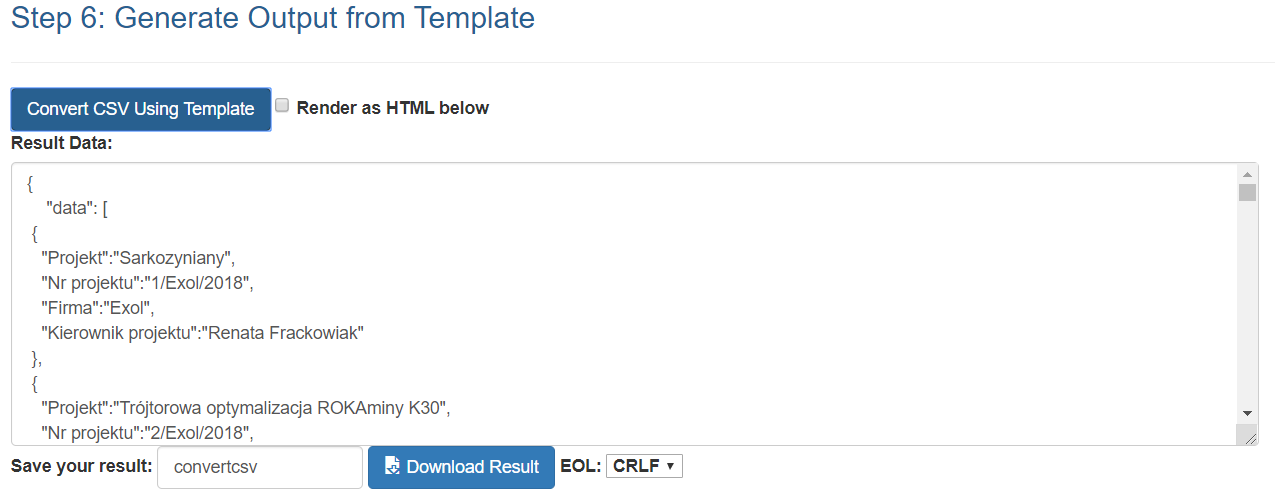 Step 6: Generate Output from Template
Convert CSV Using Template Render as HTML below
Result Data:
{
"data": [
{
"Projekt":"Sarkozyniany",
"Nr projektu":"1/Exol/2018",
"Firma":"Exol",
"Kierownik projektu":"Renata Frackowiak"
},
{
"Projekt":"Trójtorowa optymalizacja ROKAminy K30",
"Nr projektu":"2/Exol/2018",
Save your result: convertcsv Download Result EOL: CRLF